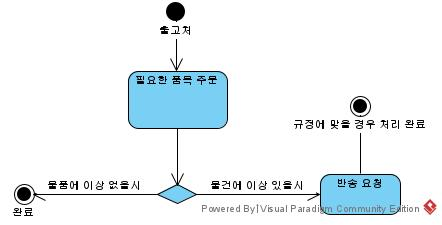 출고처
필요한 품목 주문
규정에 맞을 경우 처리 완료
물품에 이상 없을시
물건에 이상 있을시
반송 요청
완료
Powered By Visual Paradigm Community Edition